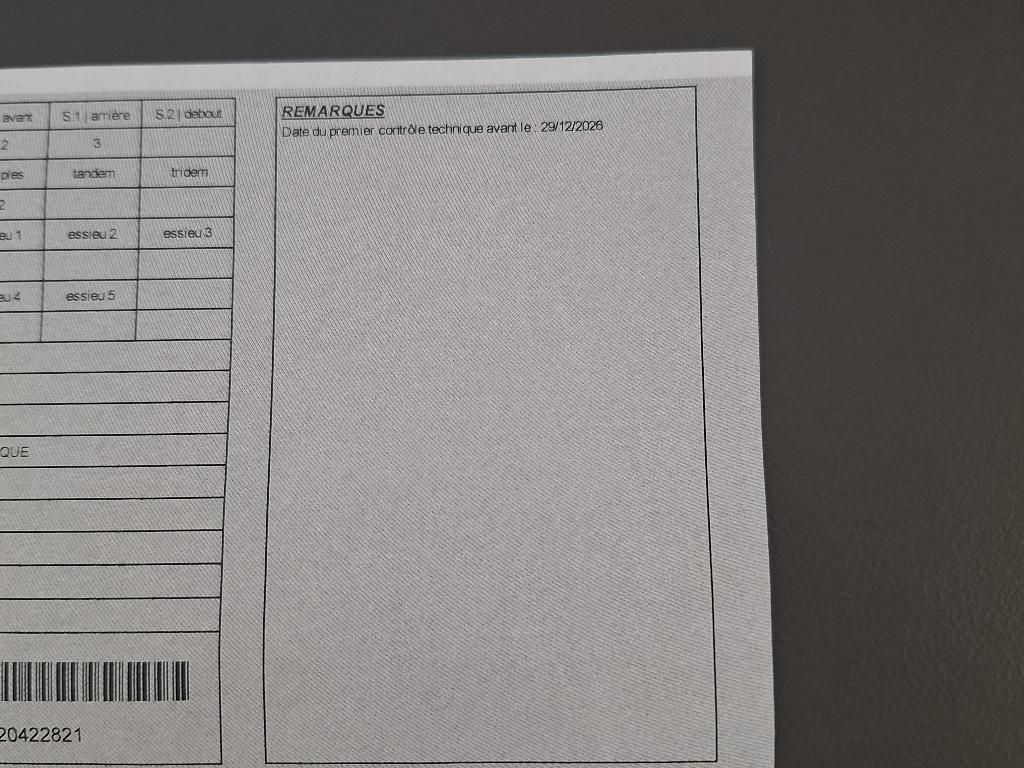 avant S.1 | arrière S.2 | debout
2 3
ples tandem tridem
2
eu 1 essieu 2 essieu 3
eu 4 essieu 5
QUE
20422821
REMARQUES
Date du premier contrôle technique avant le : 29/12/2026